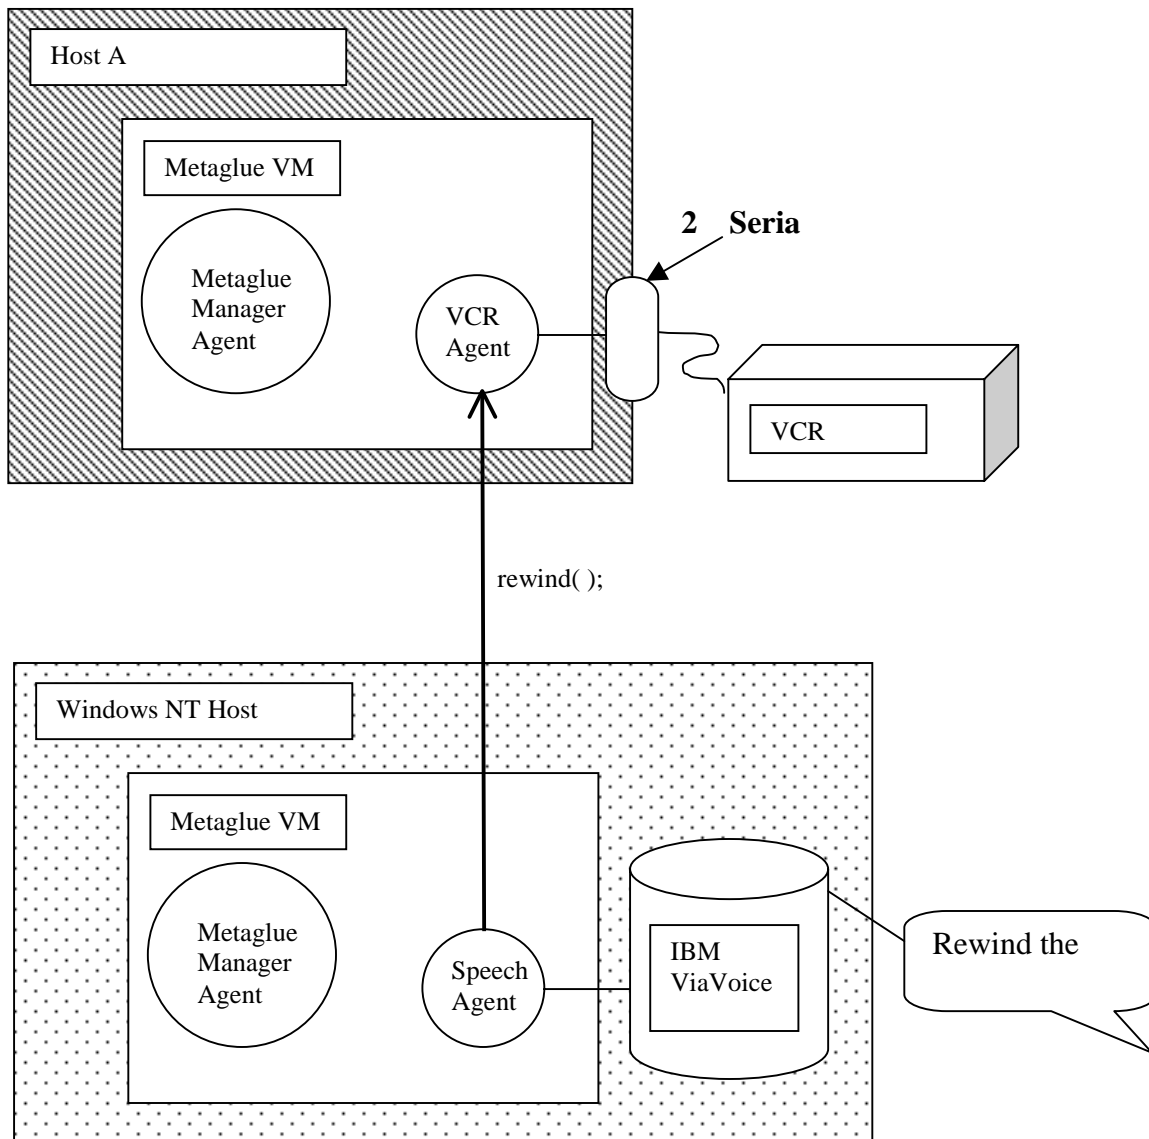 Host A
Metaglue VM
Metaglue
Manager
Agent
VCR
Agent
2 Seria
VCR
rewind( );
Windows NT Host
Metaglue VM
Metaglue
Manager
Agent
Speech
Agent
IBM
ViaVoice
Rewind the